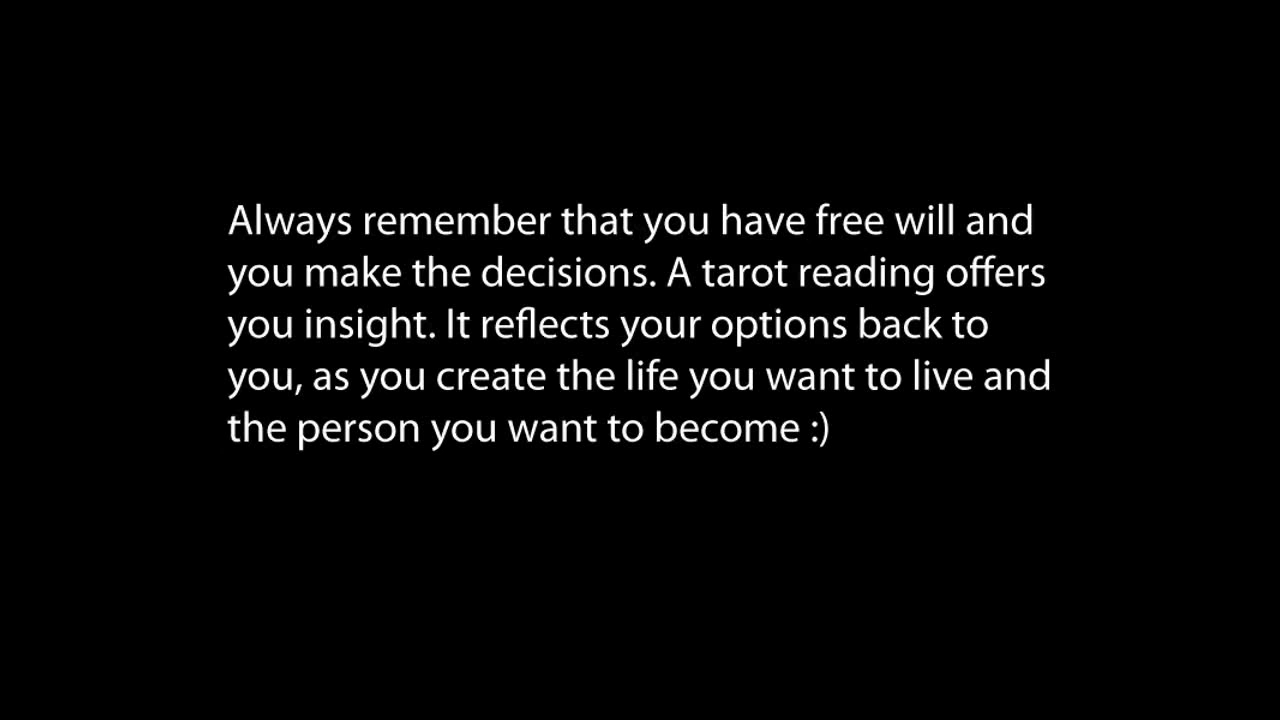 Always remember that you have free will and
you make the decisions. A tarot reading offers
you insight. It reflects your options back to
you, as you create the life you want to live and
the person you want to become :)